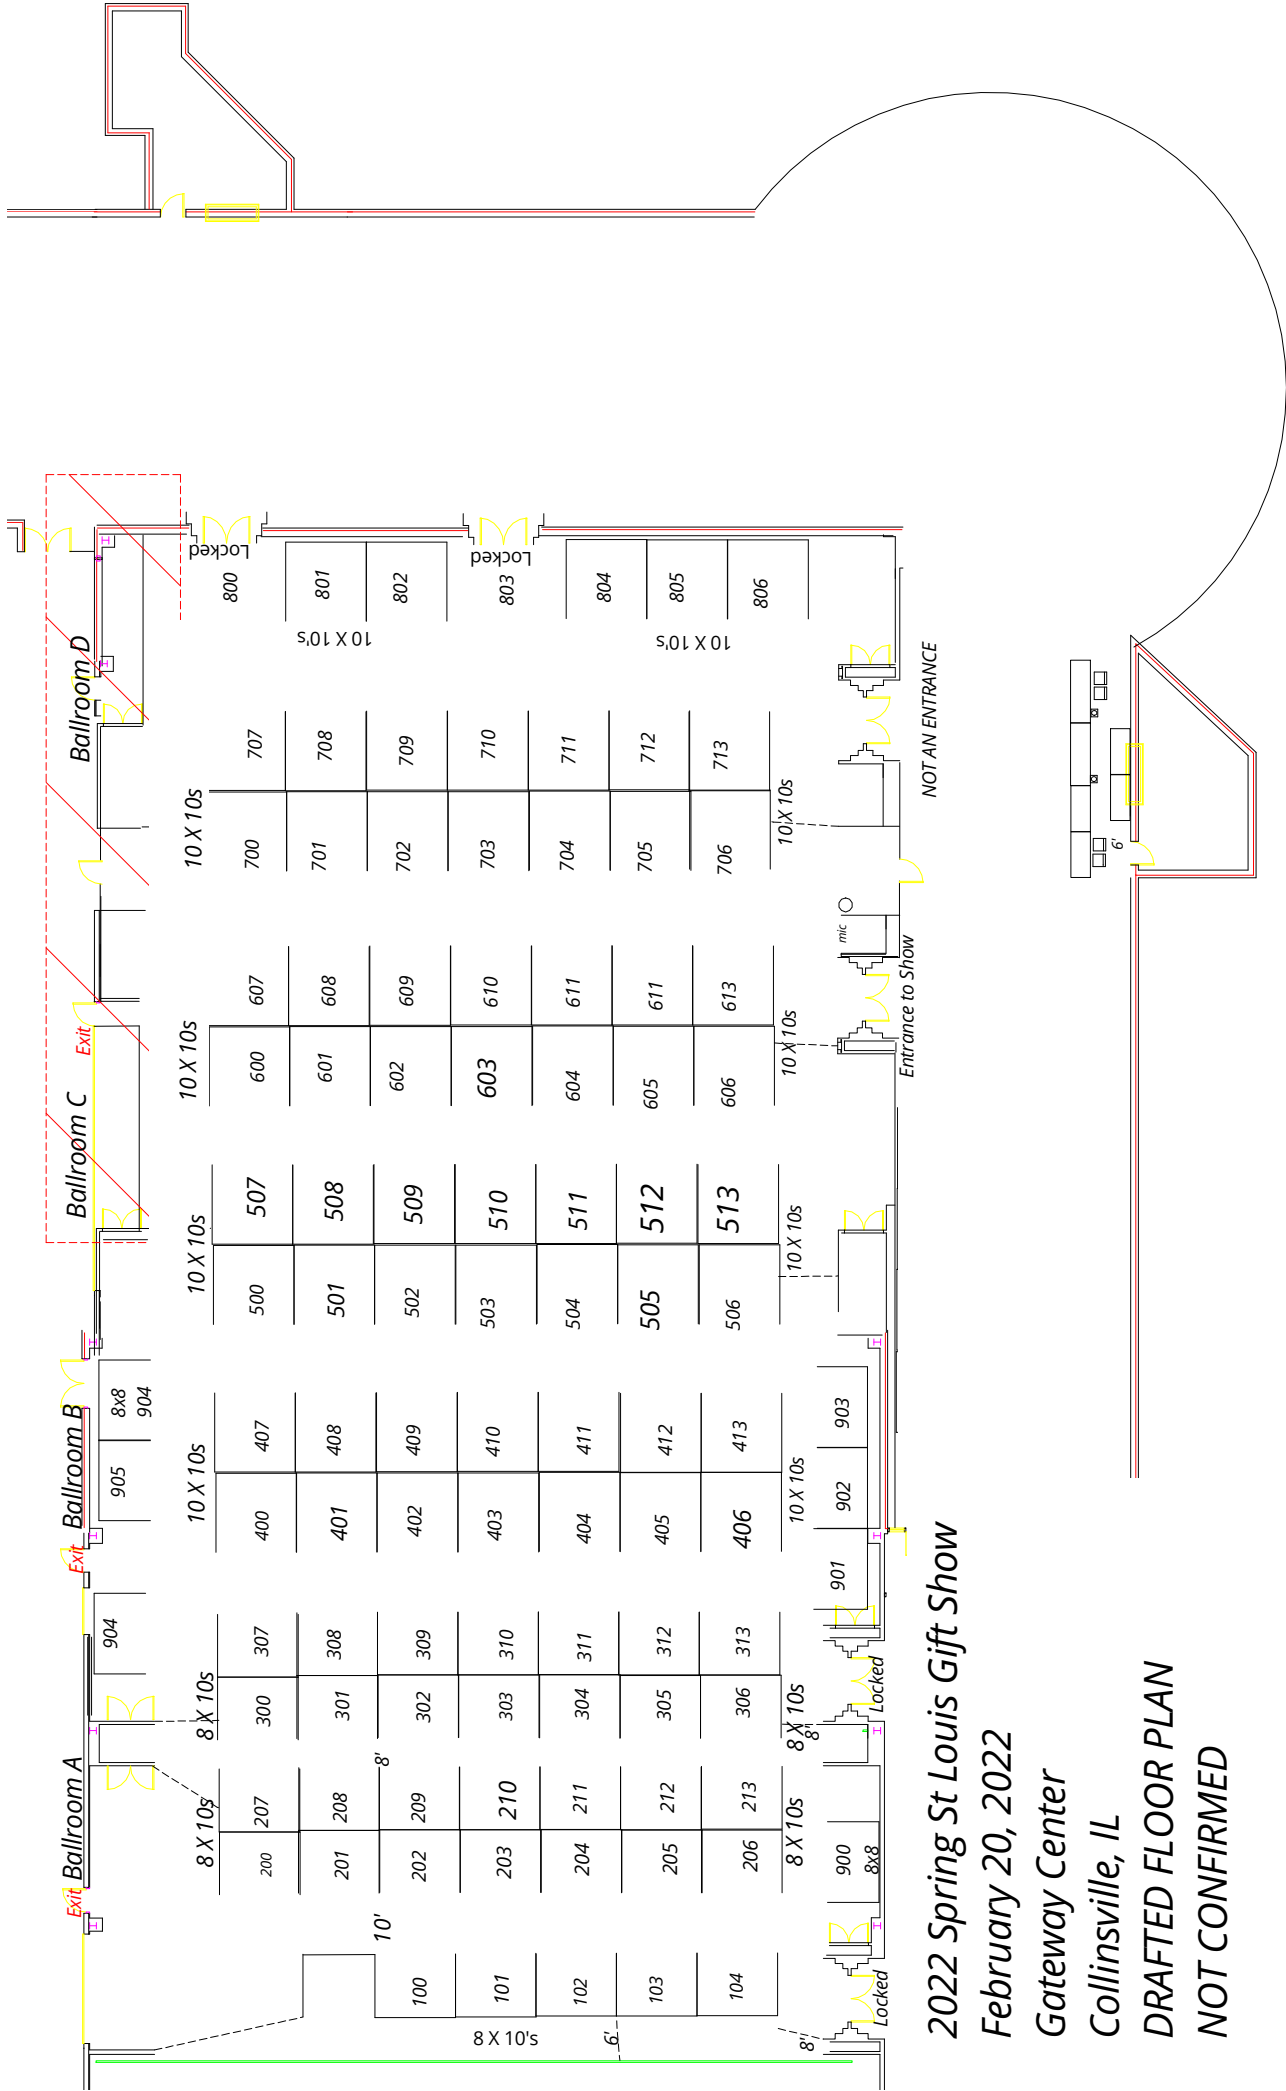 Ballroom A
Ballroom B
Ballroom C
Ballroom D
Exit
Exit
Exit
904
905
8x8
904
8 X 10s
8 X 10s
10 X 10s
10 X 10s
10 X 10s
10 X 10s
8 X 10's
100
101
102
103
104
10'
6'
8'
200
201
202
203
204
205
206
207
208
209
210
211
212
213
8'
8 X 10s
300
301
302
303
304
305
306
307
308
309
310
311
312
313
8 X 10s
8'
400
401
402
403
404
405
406
407
408
409
410
411
412
413
10 X 10s
500
501
502
503
504
505
506
507
508
509
510
511
512
513
10 X 10s
600
601
602
603
604
605
606
607
608
609
610
611
611
613
10 X 10s
700
701
702
703
704
705
706
707
708
709
710
711
712
713
10 X 10s
10 X 10's
10 X 10's
800
801
802
803
804
805
806
Locked
Locked
900
8x8
901
902
903
Locked
Locked
mic
Entrance to Show
NOT AN ENTRANCE
6'
2022 Spring St Louis Gift Show
February 20, 2022
Gateway Center
Collinsville, IL
DRAFTED FLOOR PLAN
NOT CONFIRMED